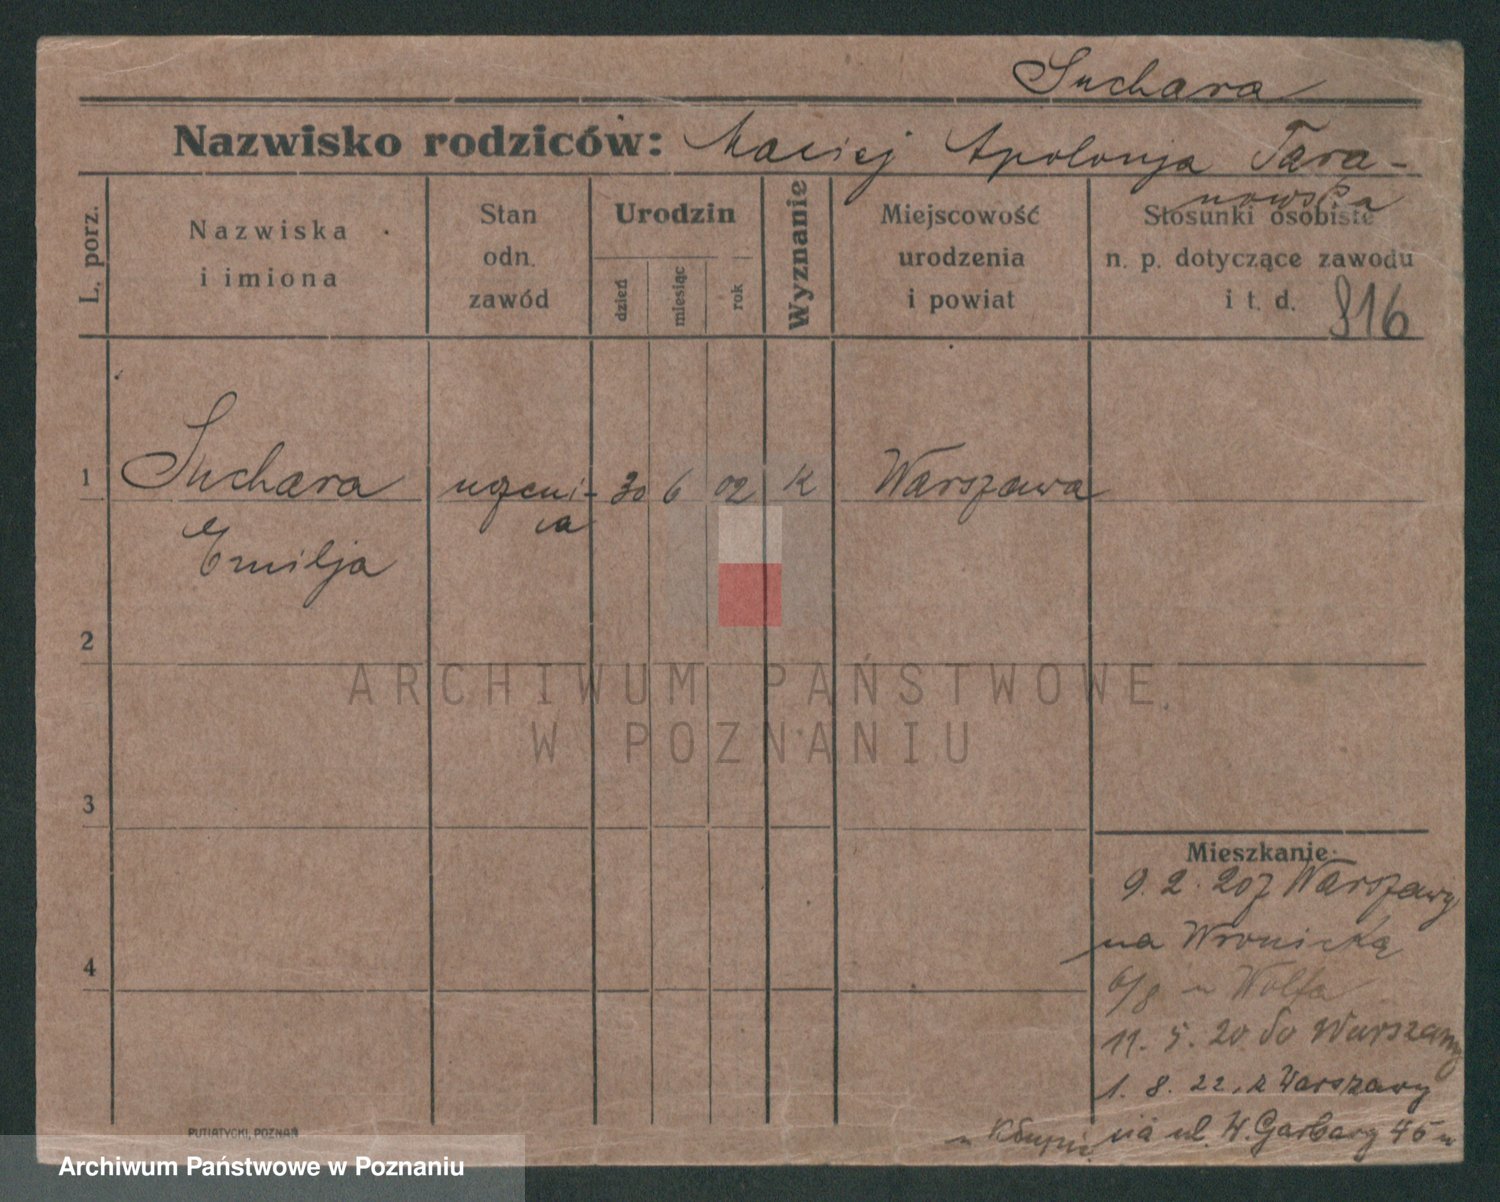 Suchara
Nazwisko rodziców: Maciej Apolonja Tara-
nowska
L. porz.
Nazwiska
i imiona
Stan
odn.
zawód
Urodzin
dzień
miesiąc
rok
Wyznanie
Miejscowość
urodzenia
i powiat
Stosunki osobiste
n. p. dotyczące zawodu
i t. d. 816
1 Suchara uczeni- 30 6 02 k Warszawa
ca
Emilja
2
ARCHIWUM PAŃSTWOWE
W POZNANIU
3
Mieszkanie:
9. 2. 20 z Warszawy
na Wronicką
6/8 u Wolfa
11. 5. 20 do Warszawy
1. 8. 22. z Warszawy
na ul. W. Garbary 45 u
4
PUTIATYCKI, POZNAŃ
Archiwum Państwowe w Poznaniu